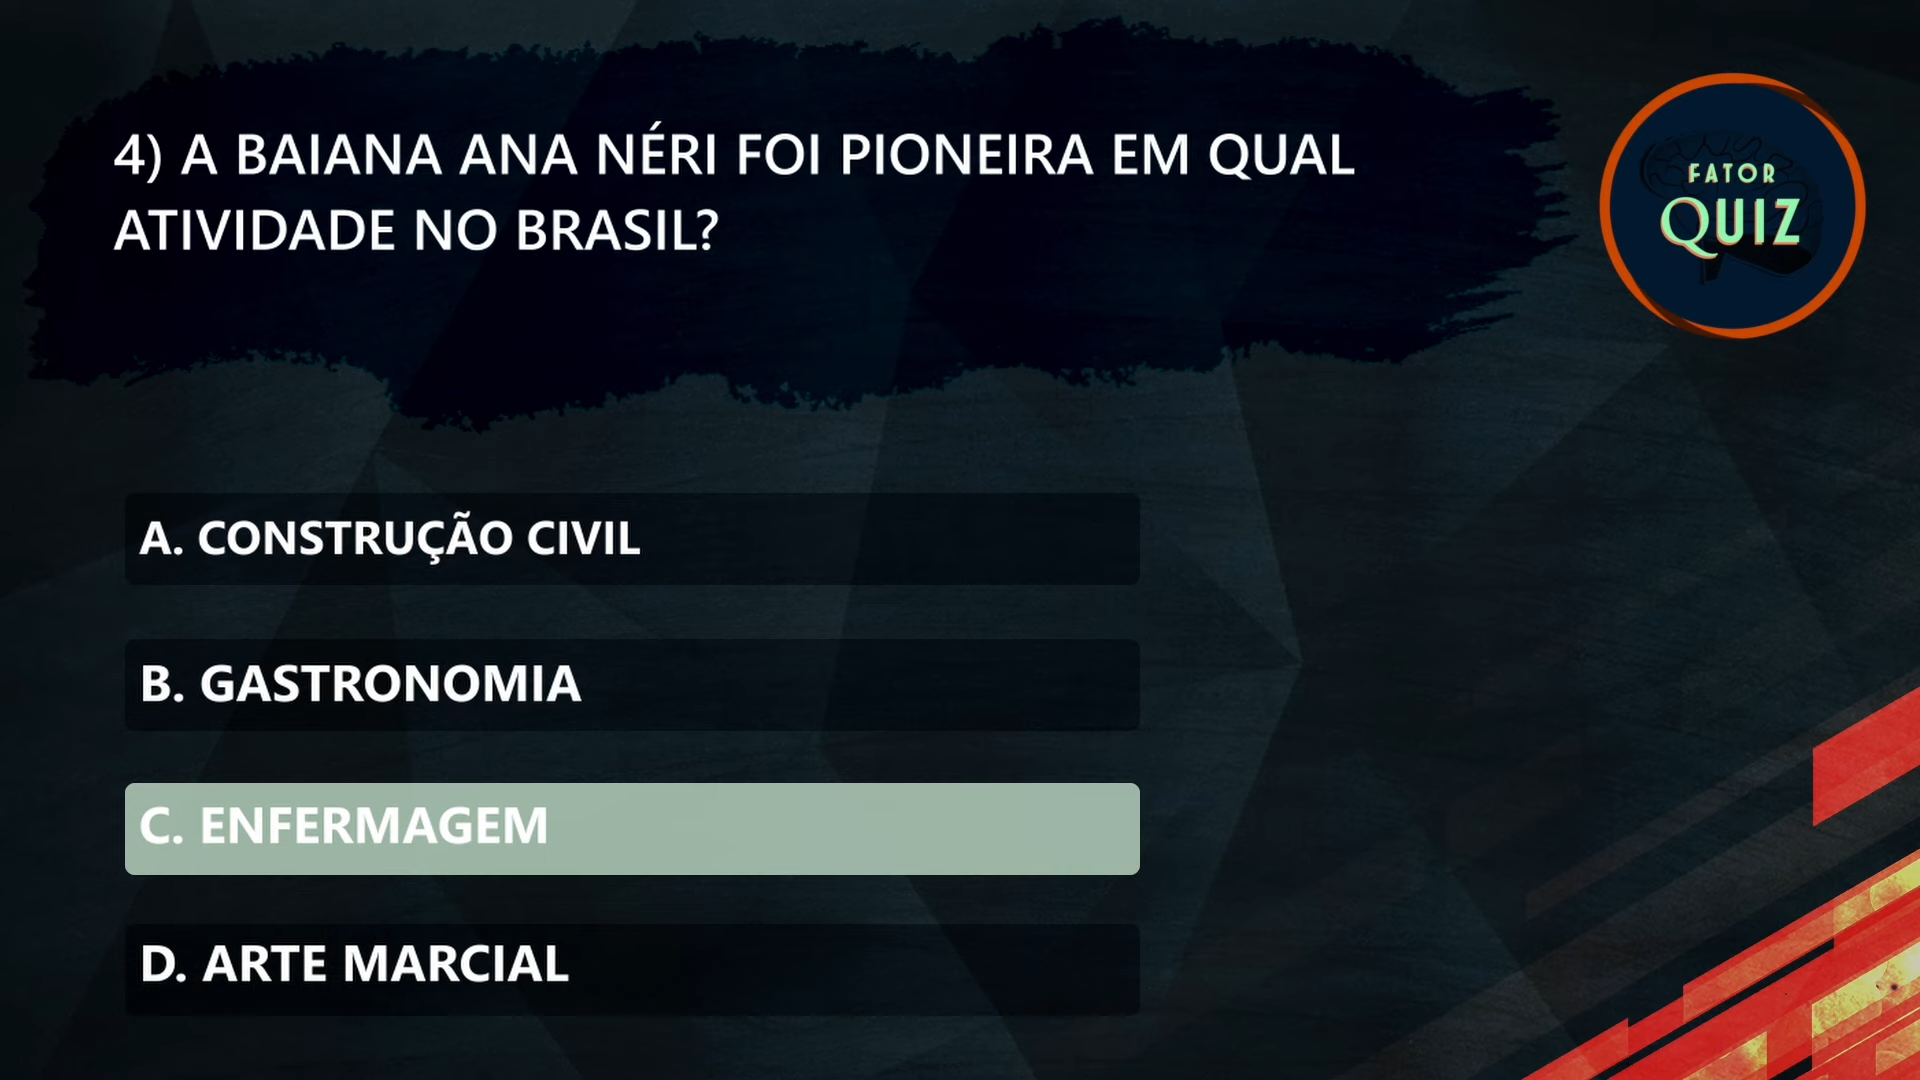 4) A BAIANA ANA NÉRI FOI PIONEIRA EM QUAL
ATIVIDADE NO BRASIL?
FATOR
QUIZ
A. CONSTRUÇÃO CIVIL
B. GASTRONOMIA
C. ENFERMAGEM
D. ARTE MARCIAL